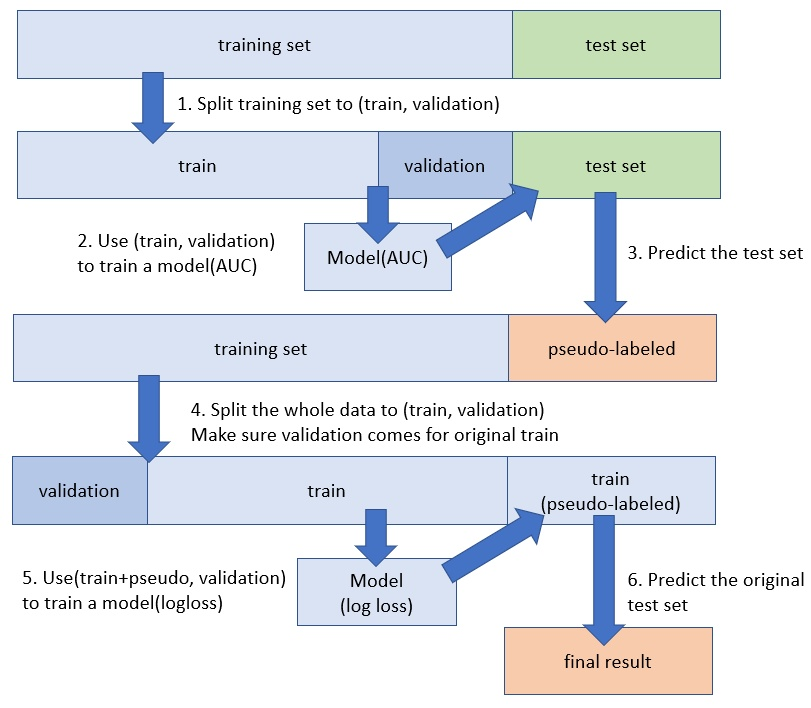 training set
test set
1. Split training set to (train, validation)
train
validation
test set
2. Use (train, validation)
to train a model(AUC)
Model(AUC)
3. Predict the test set
training set
pseudo-labeled
4. Split the whole data to (train, validation)
Make sure validation comes for original train
validation
train
train
(pseudo-labeled)
5. Use(train+pseudo, validation)
to train a model(logloss)
Model
(log loss)
6. Predict the original
test set
final result